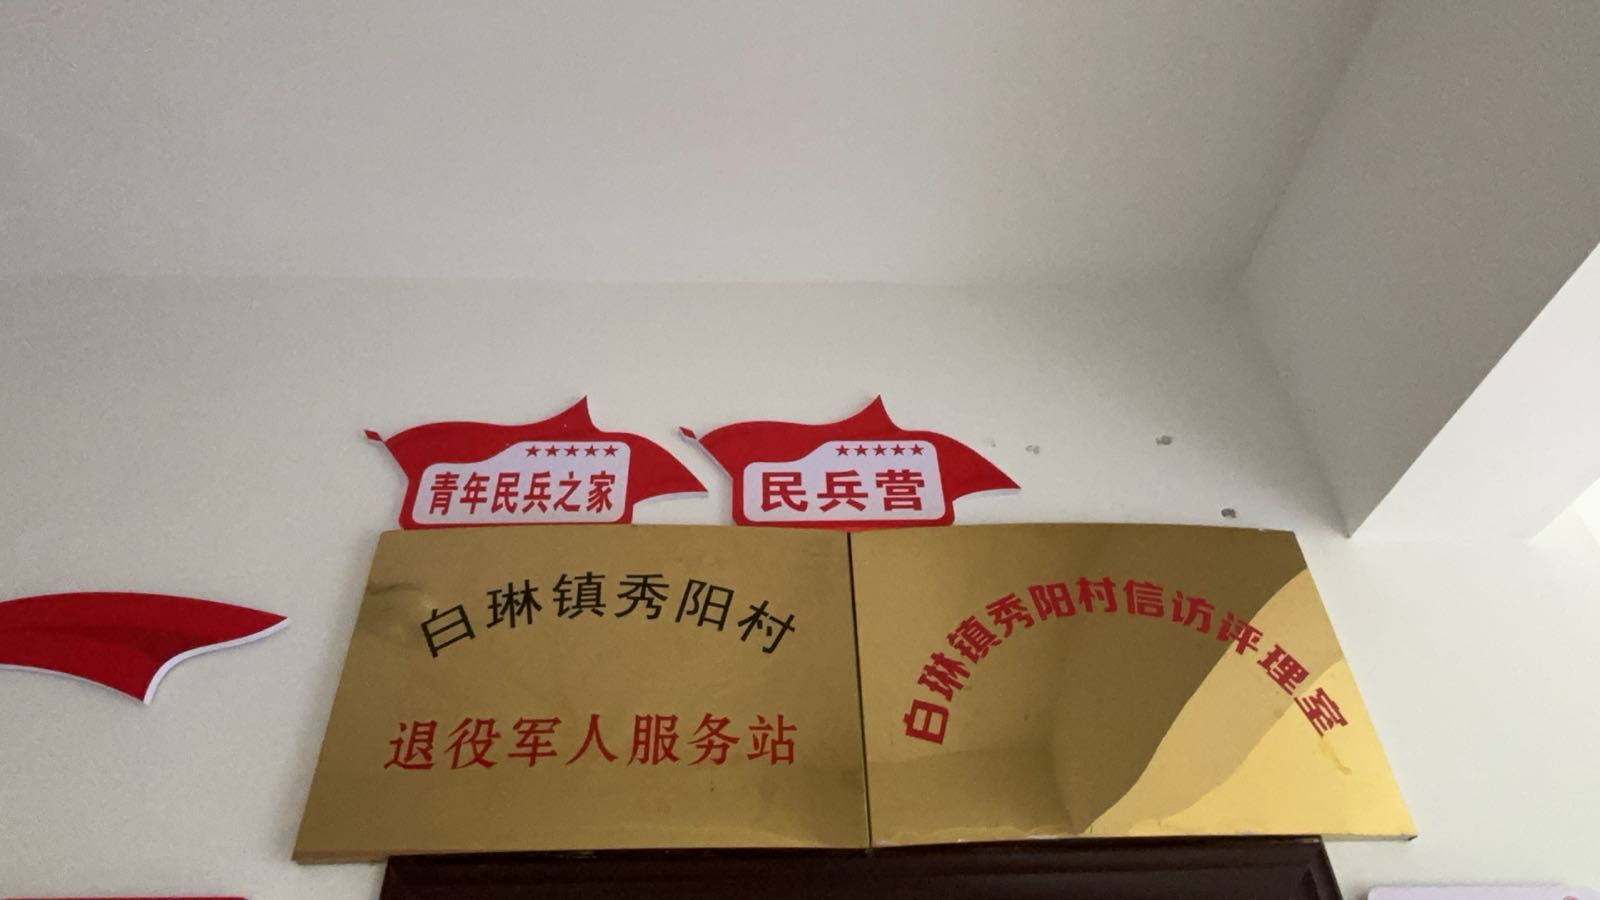 青年民兵之家
民兵营
白琳镇秀阳村
退役军人服务站
白琳镇秀阳村信访评理室